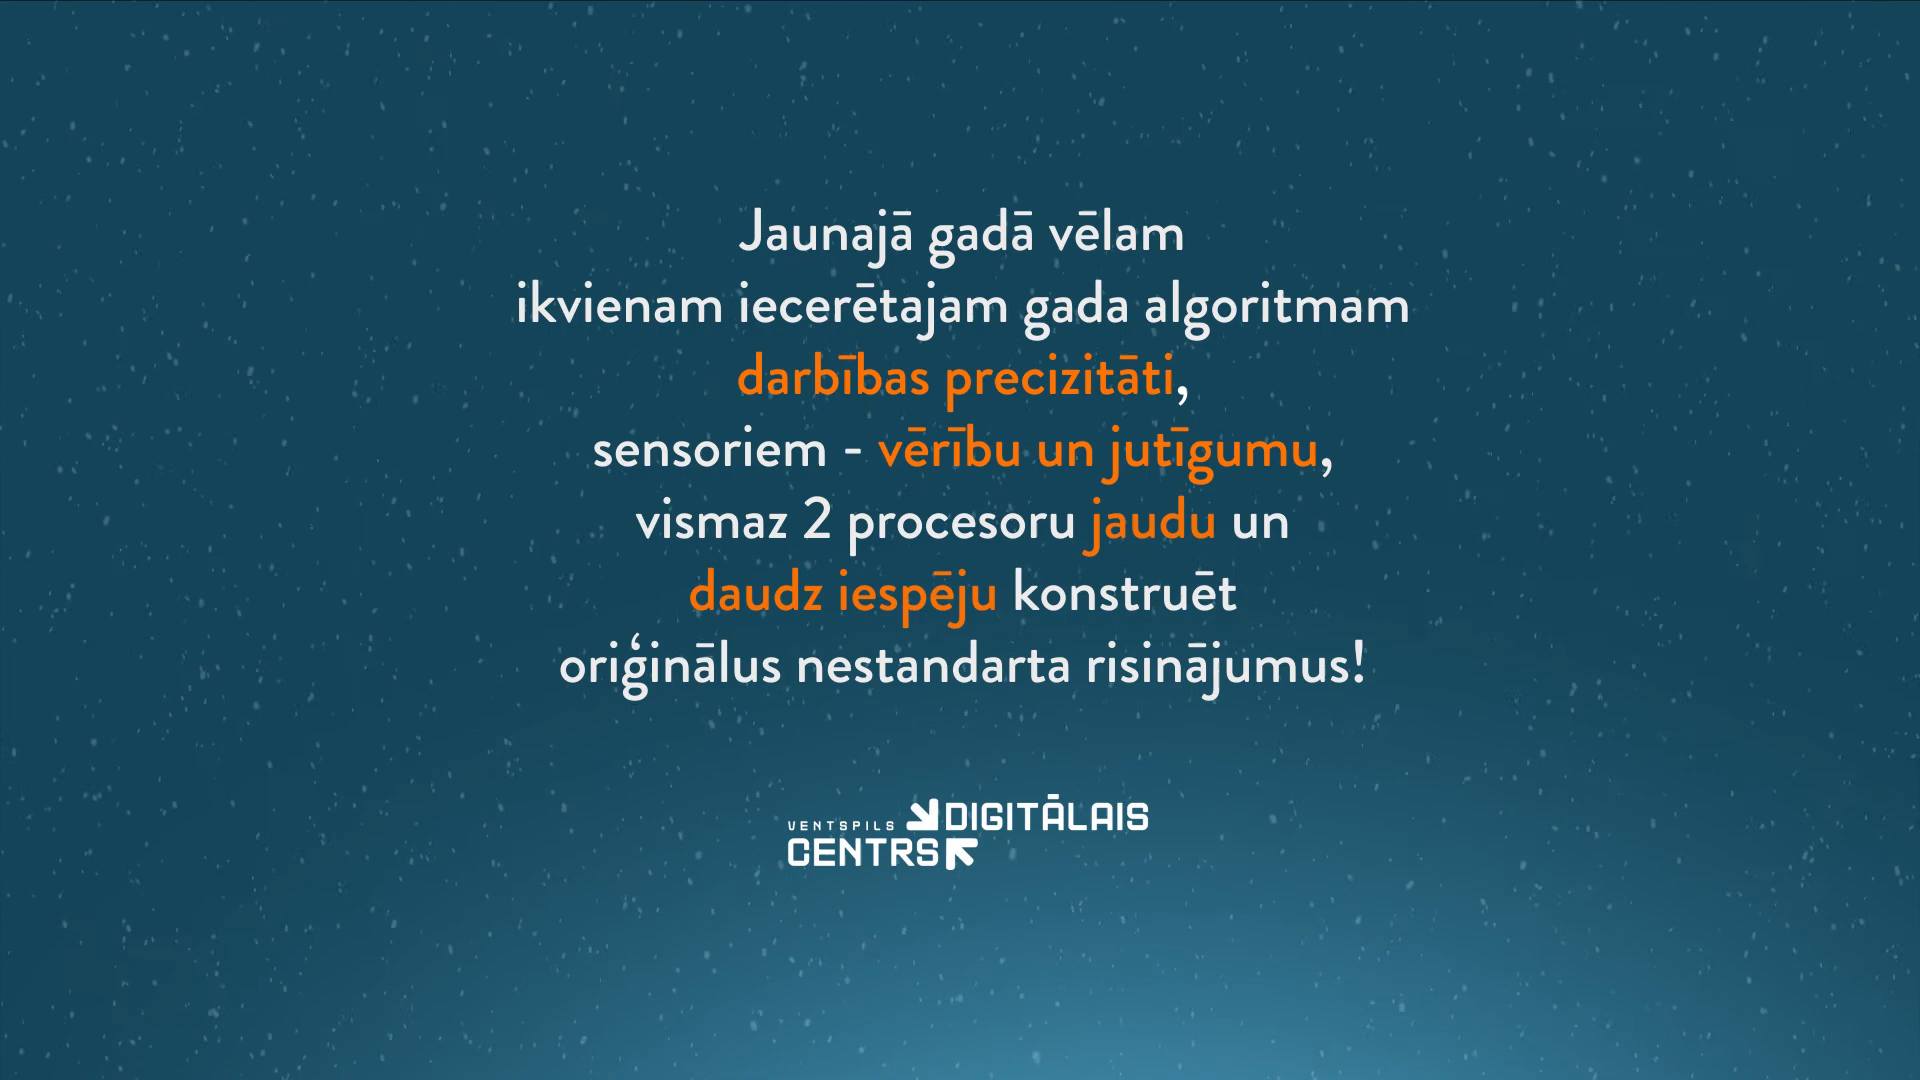 Jaunajā gadā vēlam
ikvienam iecerētajam gada algoritmam
darbības precizitāti,
sensoriem - vērību un jutīgumu,
vismaz 2 procesoru jaudu un
daudz iespēju konstruēt
oriģinālus nestandarta risinājumus!
VENTSPILS DIGITĀLAIS
CENTRS